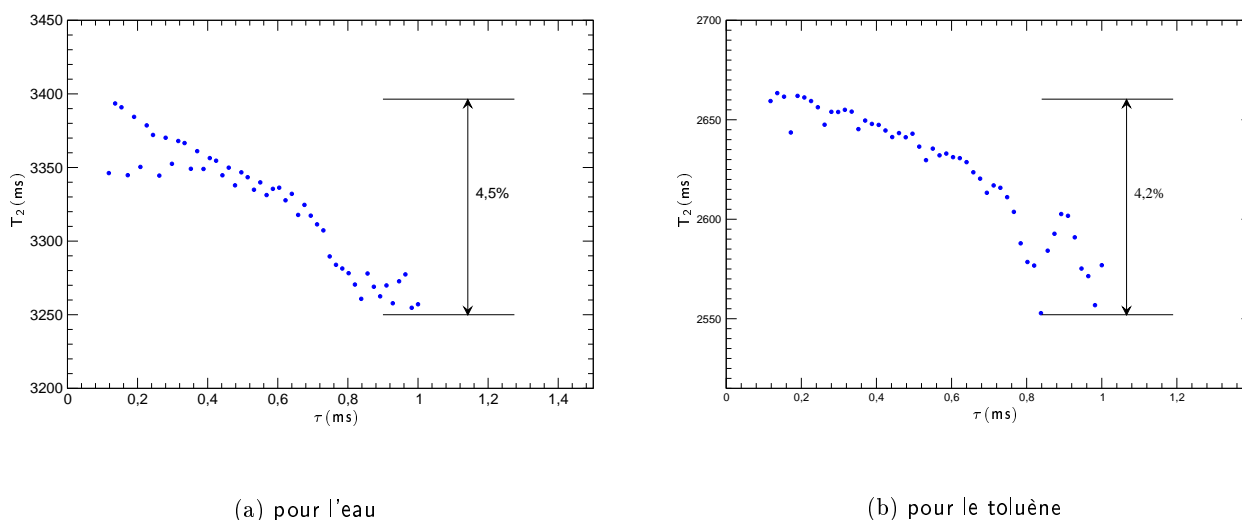 3450
3400
3350
3300
3250
3200
T2(ms)
4,5%
0 0,2 0,4 0,6 0,8 1 1,2 1,4
τ(ms)
(a) pour l'eau
2700
2650
2600
2550
T2(ms)
4,2%
0 0,2 0,4 0,6 0,8 1 1,2
τ(ms)
(b) pour le toluène